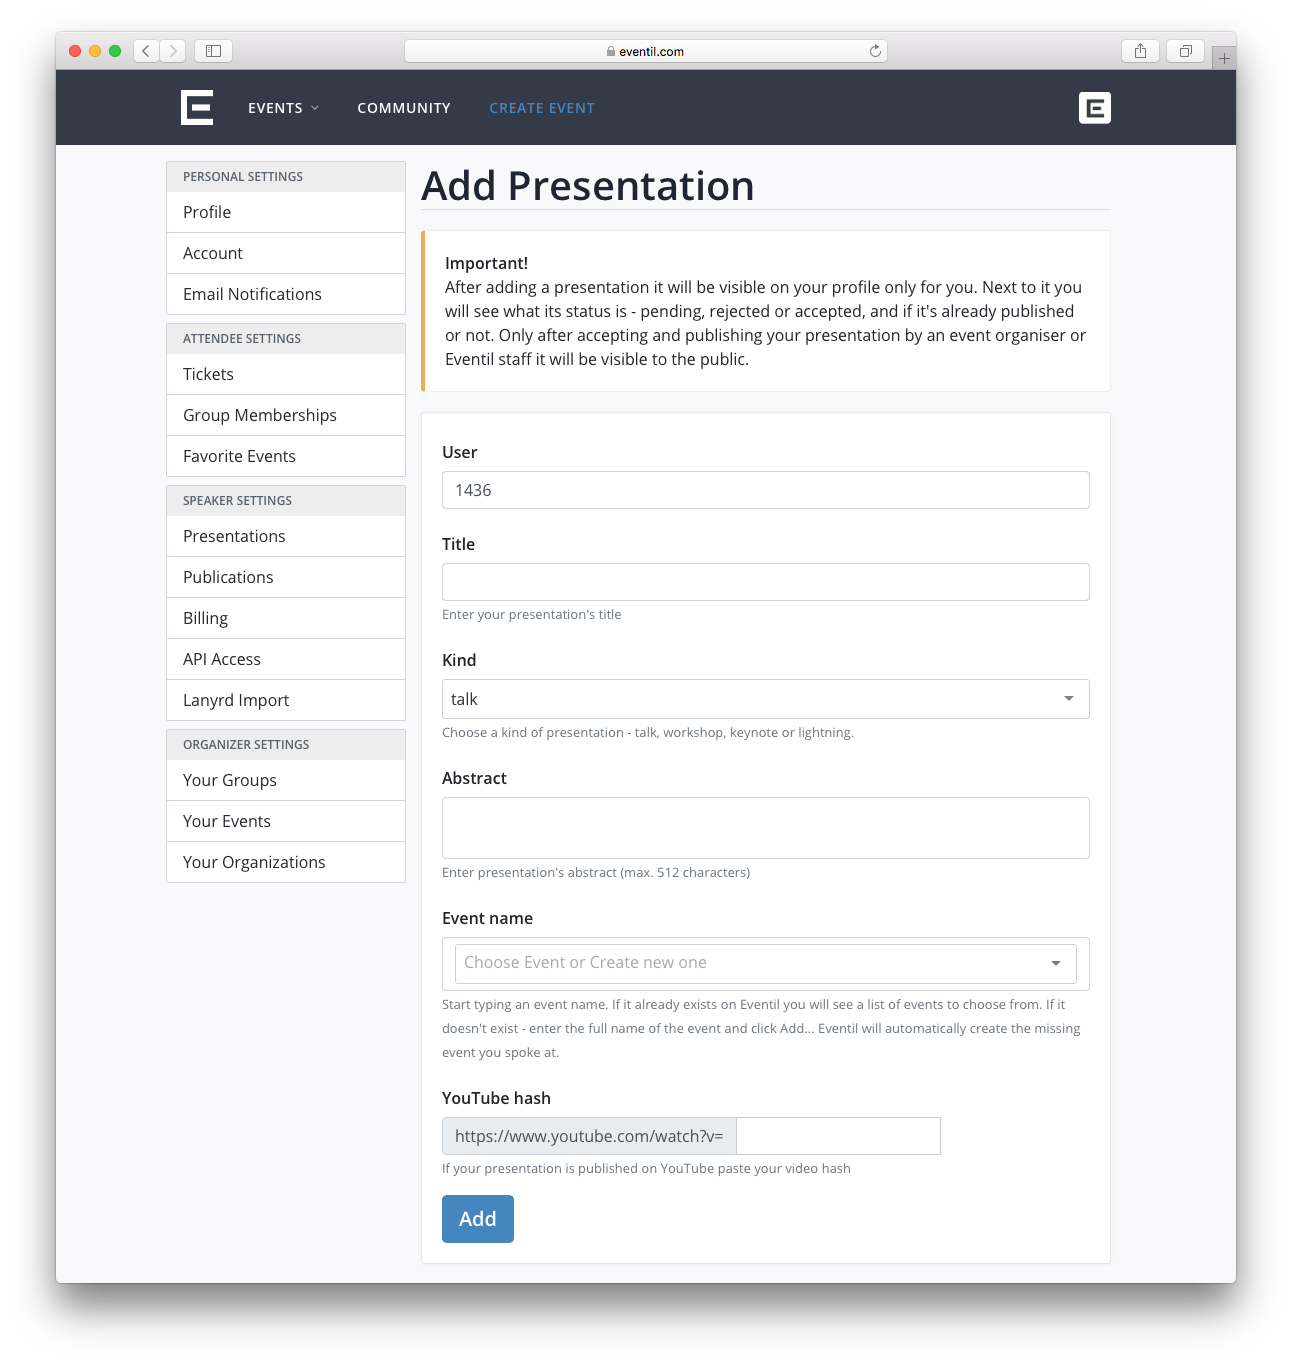 eventil.com
EVENTS
COMMUNITY
CREATE EVENT
PERSONAL SETTINGS
Profile
Account
Email Notifications
ATTENDEE SETTINGS
Tickets
Group Memberships
Favorite Events
SPEAKER SETTINGS
Presentations
Publications
Billing
API Access
Lanyrd Import
ORGANIZER SETTINGS
Your Groups
Your Events
Your Organizations
Add Presentation
Important!
After adding a presentation it will be visible on your profile only for you. Next to it you
will see what its status is - pending, rejected or accepted, and if it's already published
or not. Only after accepting and publishing your presentation by an event organiser or
Eventil staff it will be visible to the public.
User
1436
Title
Enter your presentation's title
Kind
talk
Choose a kind of presentation - talk, workshop, keynote or lightning.
Abstract
Enter presentation's abstract (max. 512 characters)
Event name
Choose Event or Create new one
Start typing an event name. If it already exists on Eventil you will see a list of events to choose from. If it
doesn't exist - enter the full name of the event and click Add... Eventil will automatically create the missing
event you spoke at.
YouTube hash
https://www.youtube.com/watch?v=
If your presentation is published on YouTube paste your video hash
Add